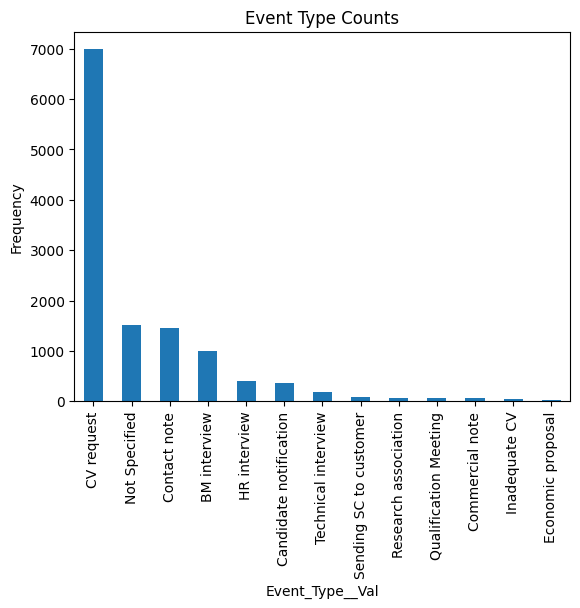 Event Type Counts
7000
6000
5000
4000
3000
2000
1000
0
Frequency
CV request
Not Specified
Contact note
BM interview
HR interview
Candidate notification
Technical interview
Sending SC to customer
Research association
Qualification Meeting
Commercial note
Inadequate CV
Economic proposal
Event_Type__Val